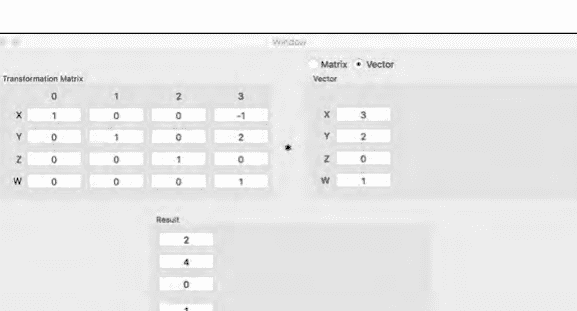 Window
Matrix Vector
Transformation Matrix
Vector
0 1 2 3
X 1 0 0 -1
Y 0 1 0 2
Z 0 0 1 0
W 0 0 0 1
*
X 3
Y 2
Z 0
W 1
Result
2
4
0
1